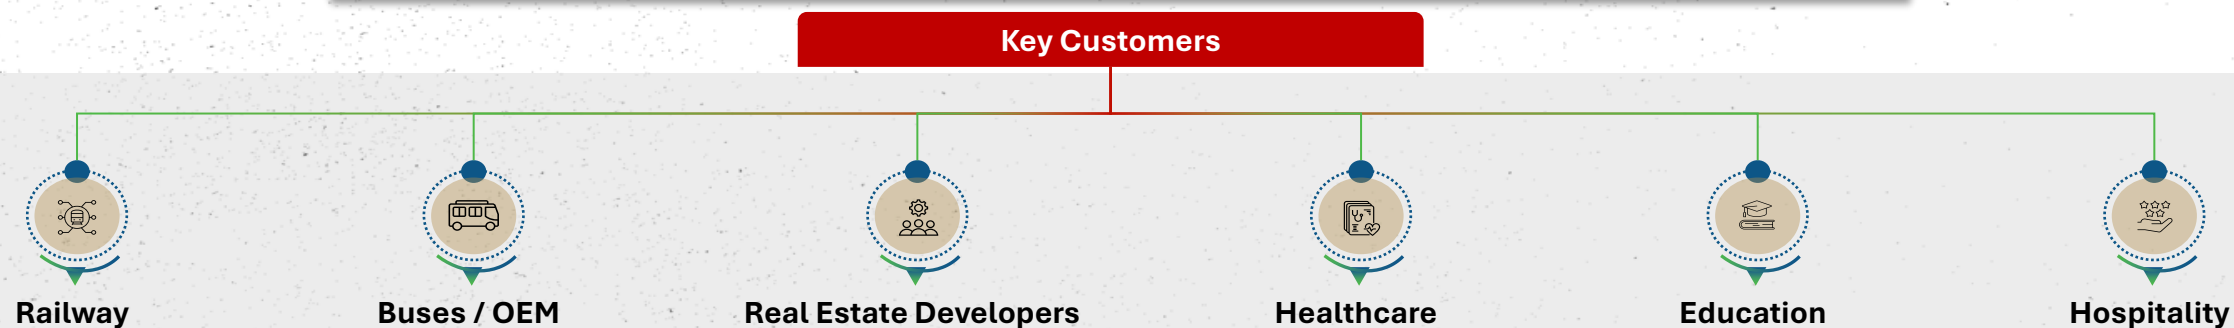 Key Customers
Railway
Buses / OEM
Real Estate Developers
Healthcare
Education
Hospitality